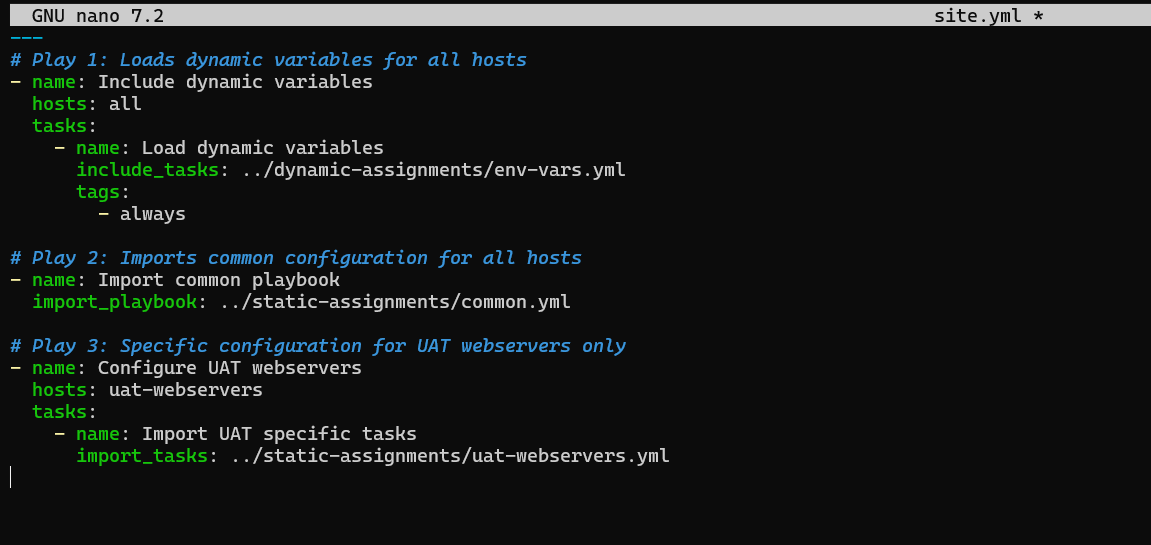 GNU nano 7.2 site.yml *
---
# Play 1: Loads dynamic variables for all hosts
- name: Include dynamic variables
  hosts: all
  tasks:
    - name: Load dynamic variables
      include_tasks: ../dynamic-assignments/env-vars.yml
      tags:
        - always

# Play 2: Imports common configuration for all hosts
- name: Import common playbook
  import_playbook: ../static-assignments/common.yml

# Play 3: Specific configuration for UAT webservers only
- name: Configure UAT webservers
  hosts: uat-webservers
  tasks:
    - name: Import UAT specific tasks
      import_tasks: ../static-assignments/uat-webservers.yml